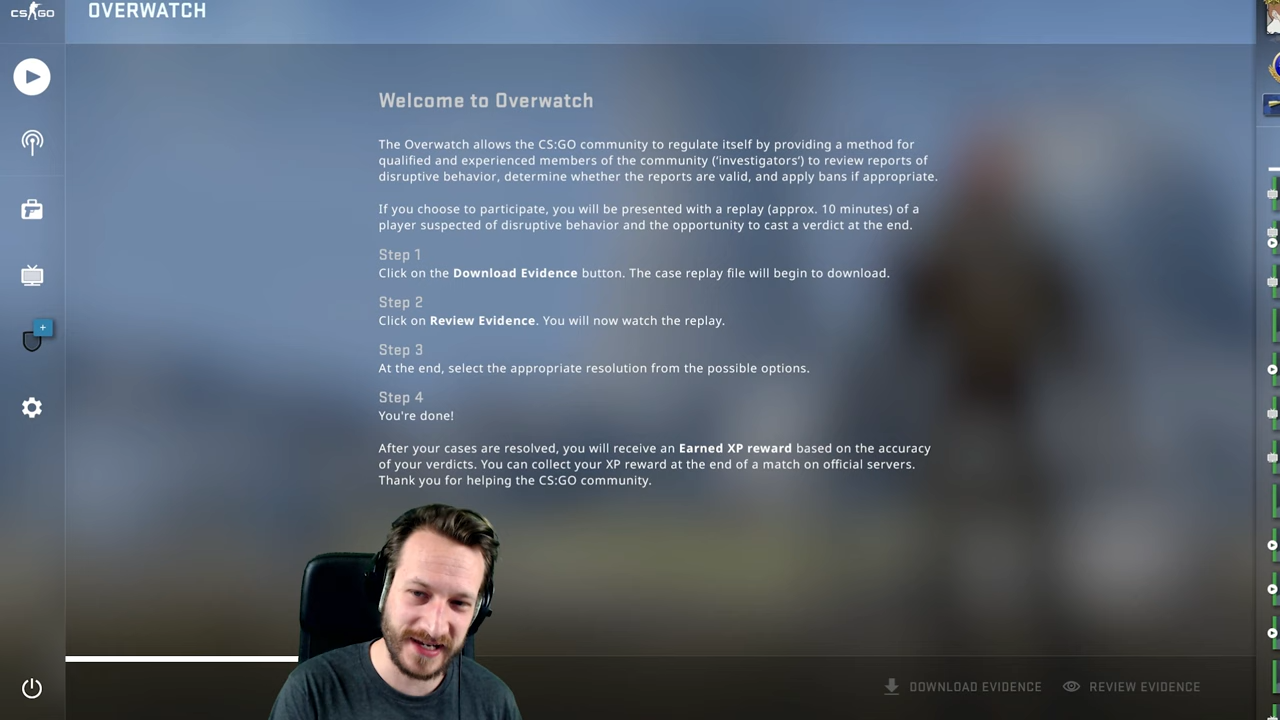 CS GO
OVERWATCH
Welcome to Overwatch
The Overwatch allows the CS:GO community to regulate itself by providing a method for
qualified and experienced members of the community ('investigators') to review reports of
disruptive behavior, determine whether the reports are valid, and apply bans if appropriate.
If you choose to participate, you will be presented with a replay (approx. 10 minutes) of a
player suspected of disruptive behavior and the opportunity to cast a verdict at the end.
Step 1
Click on the Download Evidence button. The case replay file will begin to download.
Step 2
Click on Review Evidence. You will now watch the replay.
Step 3
At the end, select the appropriate resolution from the possible options.
Step 4
You're done!
After your cases are resolved, you will receive an Earned XP reward based on the accuracy
of your verdicts. You can collect your XP reward at the end of a match on official servers.
Thank you for helping the CS:GO community.
DOWNLOAD EVIDENCE
REVIEW EVIDENCE